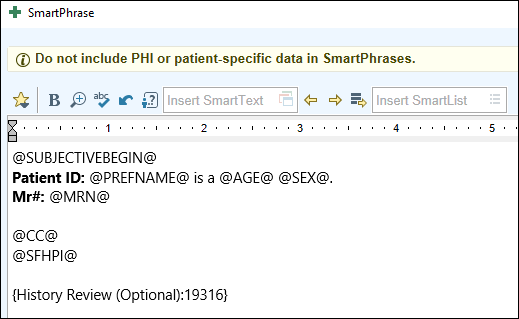 SmartPhrase
Do not include PHI or patient-specific data in SmartPhrases.
B abc Insert SmartText Insert SmartList
1 2 3 4 5
@SUBJECTIVEBEGIN@
Patient ID: @PREFNAME@ is a @AGE@ @SEX@.
Mr#: @MRN@
@CC@
@SFHPI@
{History Review (Optional):19316}